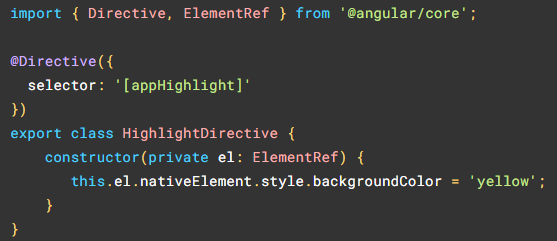 import { Directive, ElementRef } from '@angular/core';
@Directive({
  selector: '[appHighlight]'
})
export class HighlightDirective {
    constructor(private el: ElementRef) {
       this.el.nativeElement.style.backgroundColor = 'yellow';
    }
}